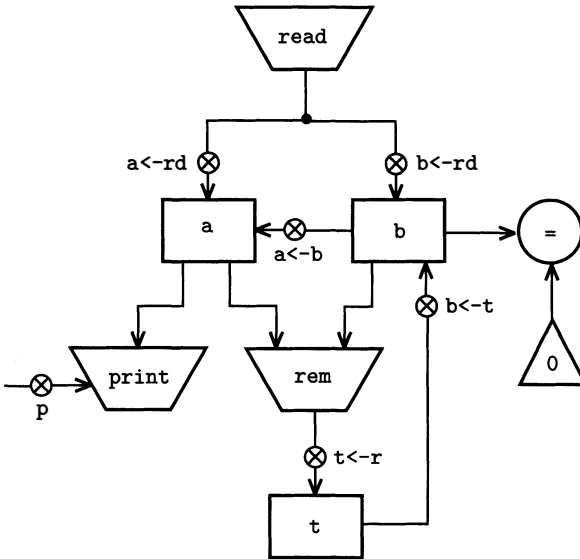 read
a<-rd
b<-rd
a
b
=
a<-b
b<-t
print
rem
0
p
t<-r
t